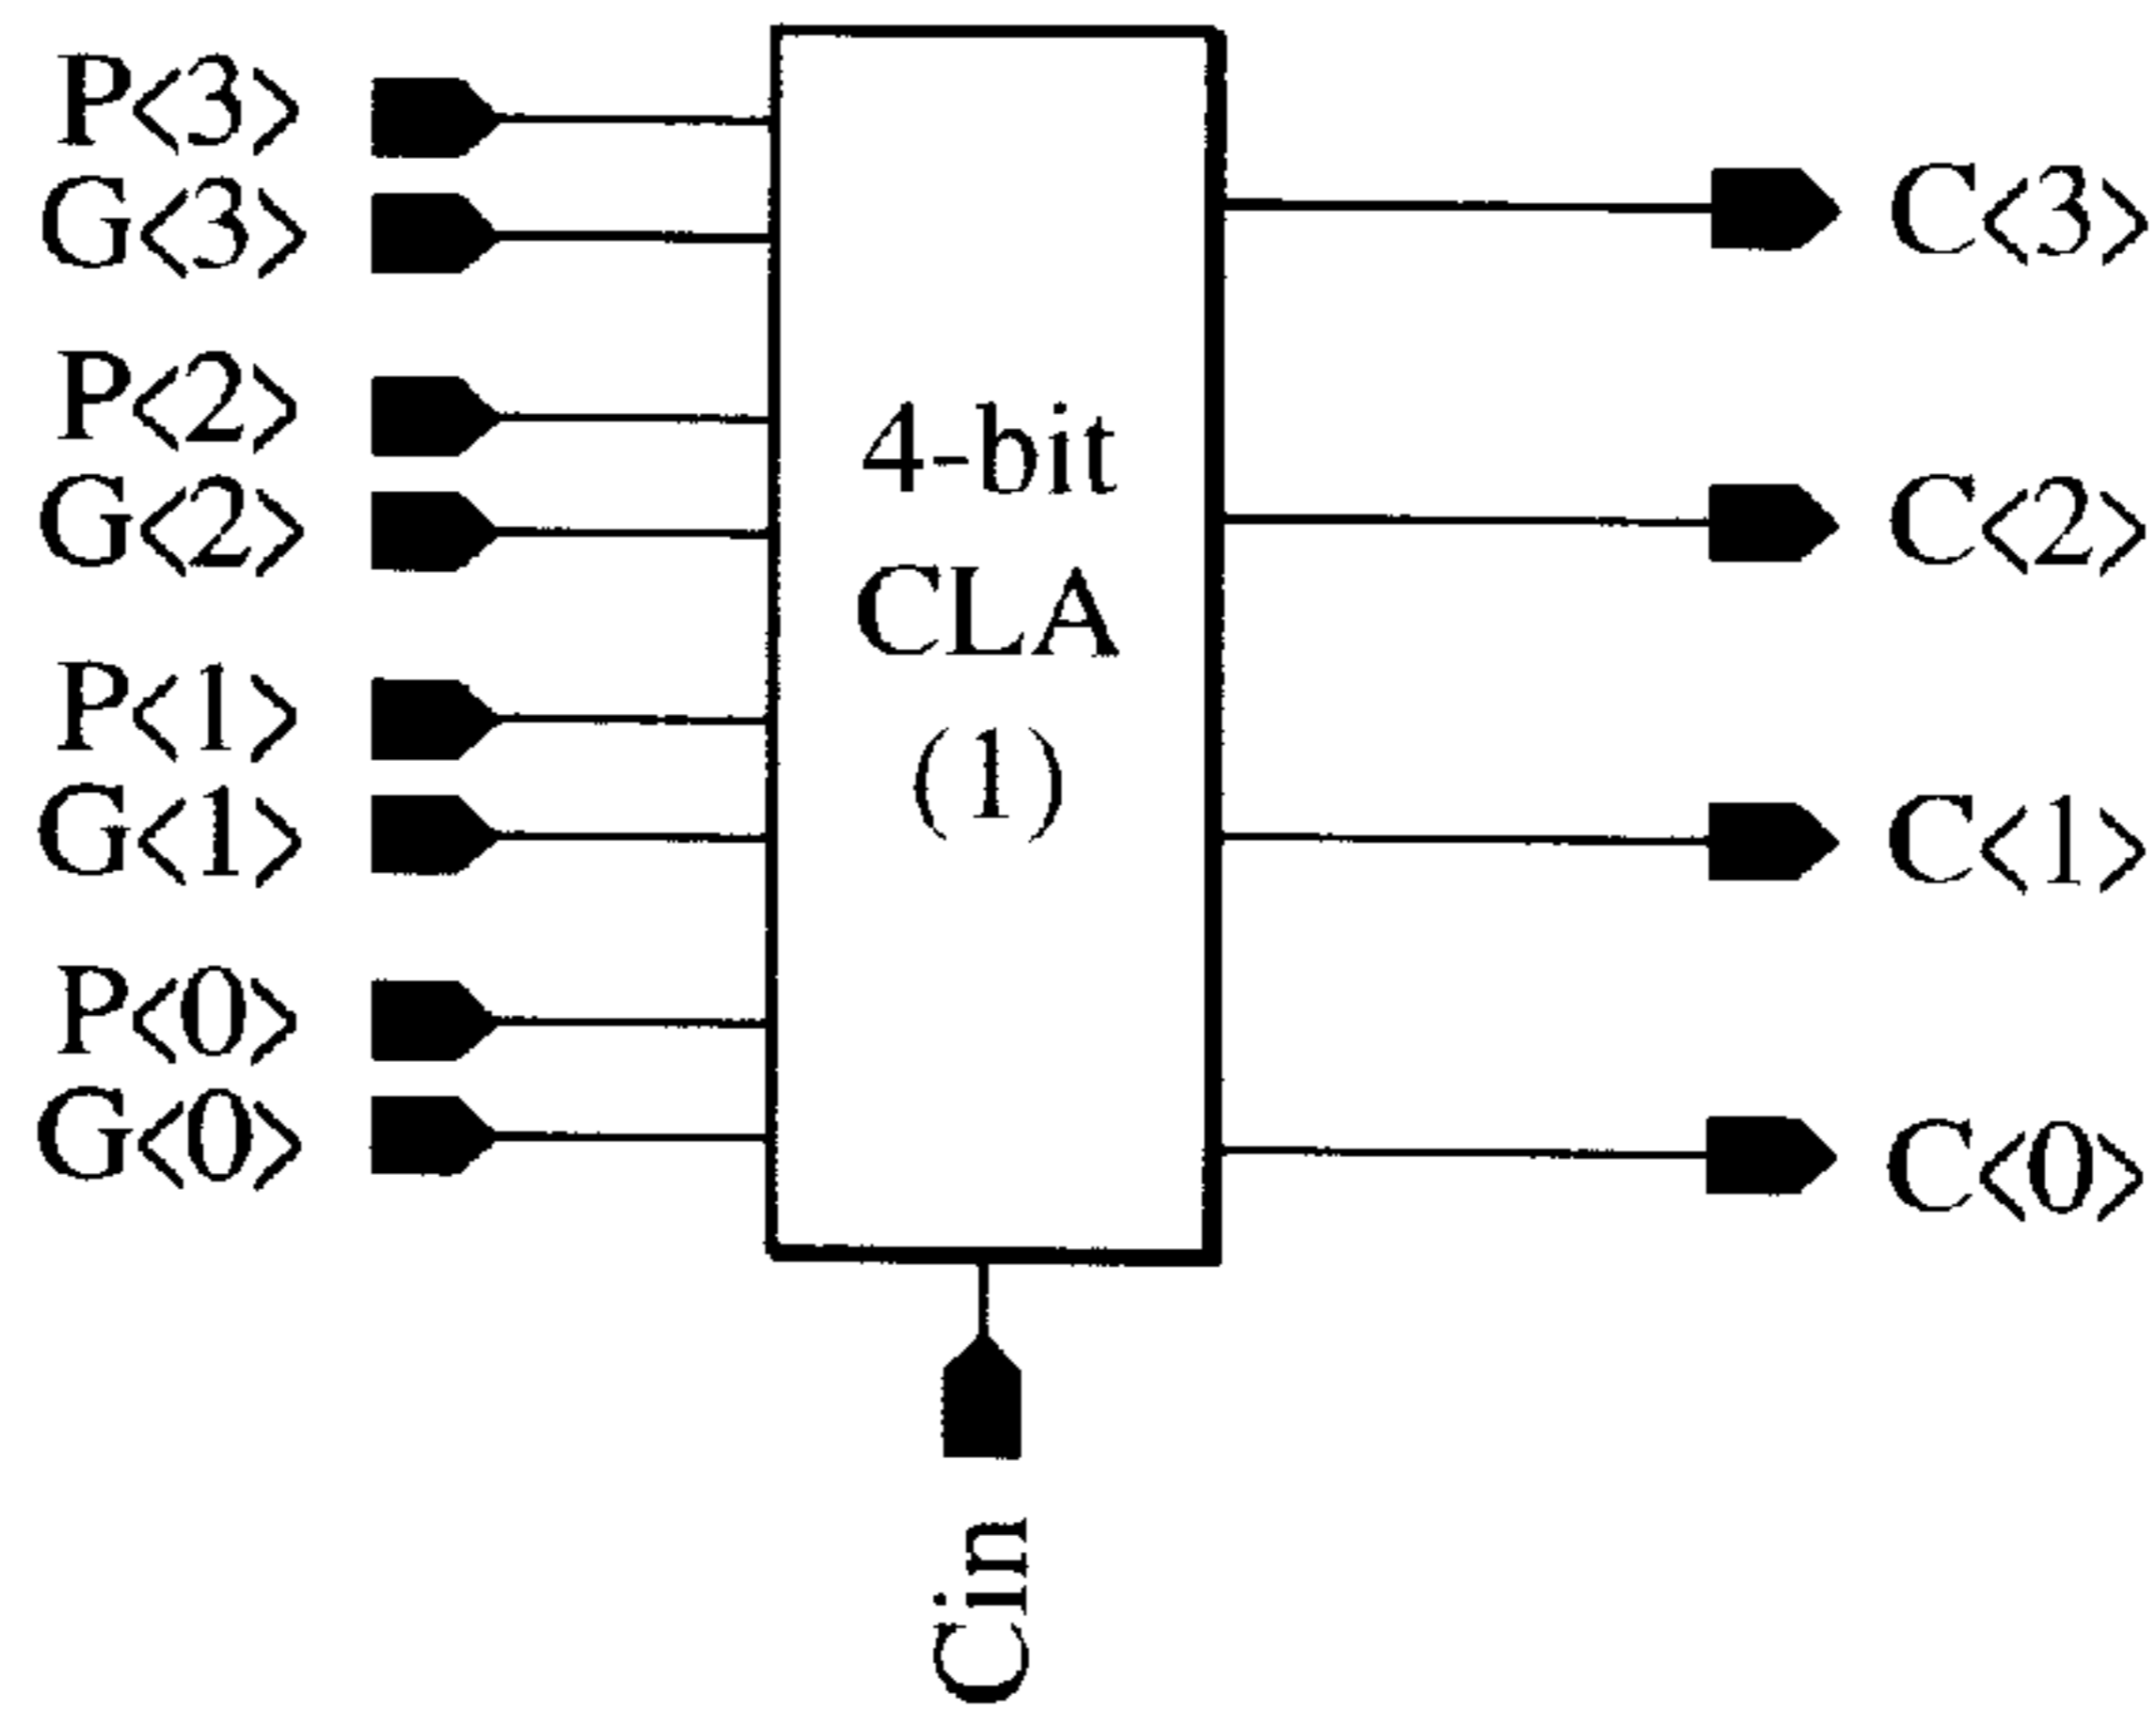 P<3>
G<3>
P<2>
G<2>
P<1>
G<1>
P<0>
G<0>
4-bit
CLA
(1)
C<3>
C<2>
C<1>
C<0>
Cin